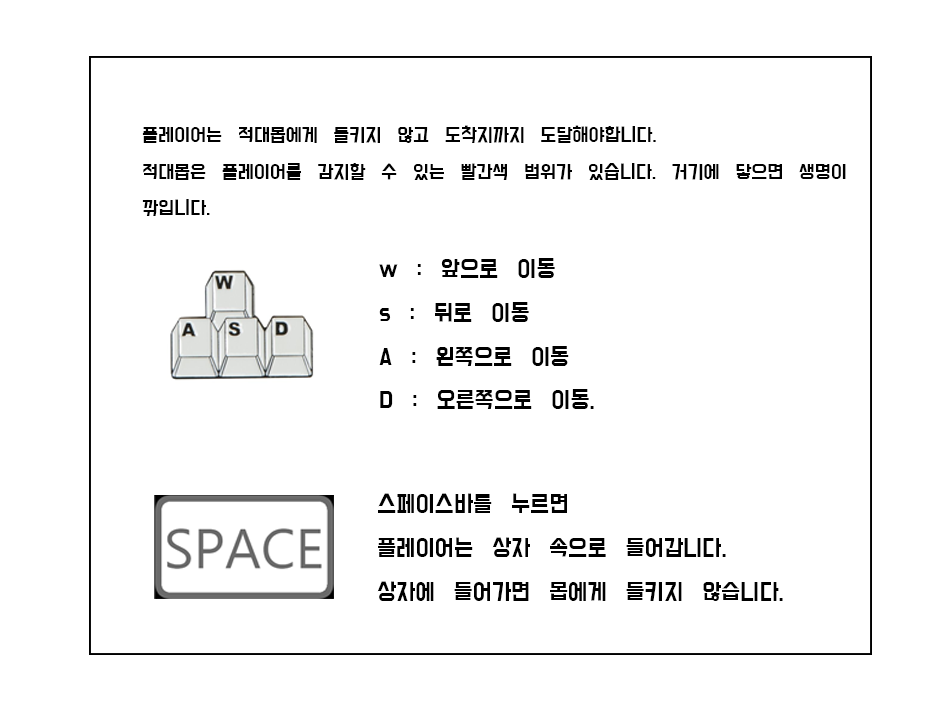 플레이어는 적대몹에게 들키지 않고 도착지까지 도달해야합니다.
적대몹은 플레이어를 감지할 수 있는 빨간색 범위가 있습니다. 거기에 닿으면 생명이
깎입니다.
W
A S D
w : 앞으로 이동
s : 뒤로 이동
A : 왼쪽으로 이동
D : 오른쪽으로 이동.
SPACE
스페이스바를 누르면
플레이어는 상자 속으로 들어갑니다.
상자에 들어가면 몹에게 들키지 않습니다.